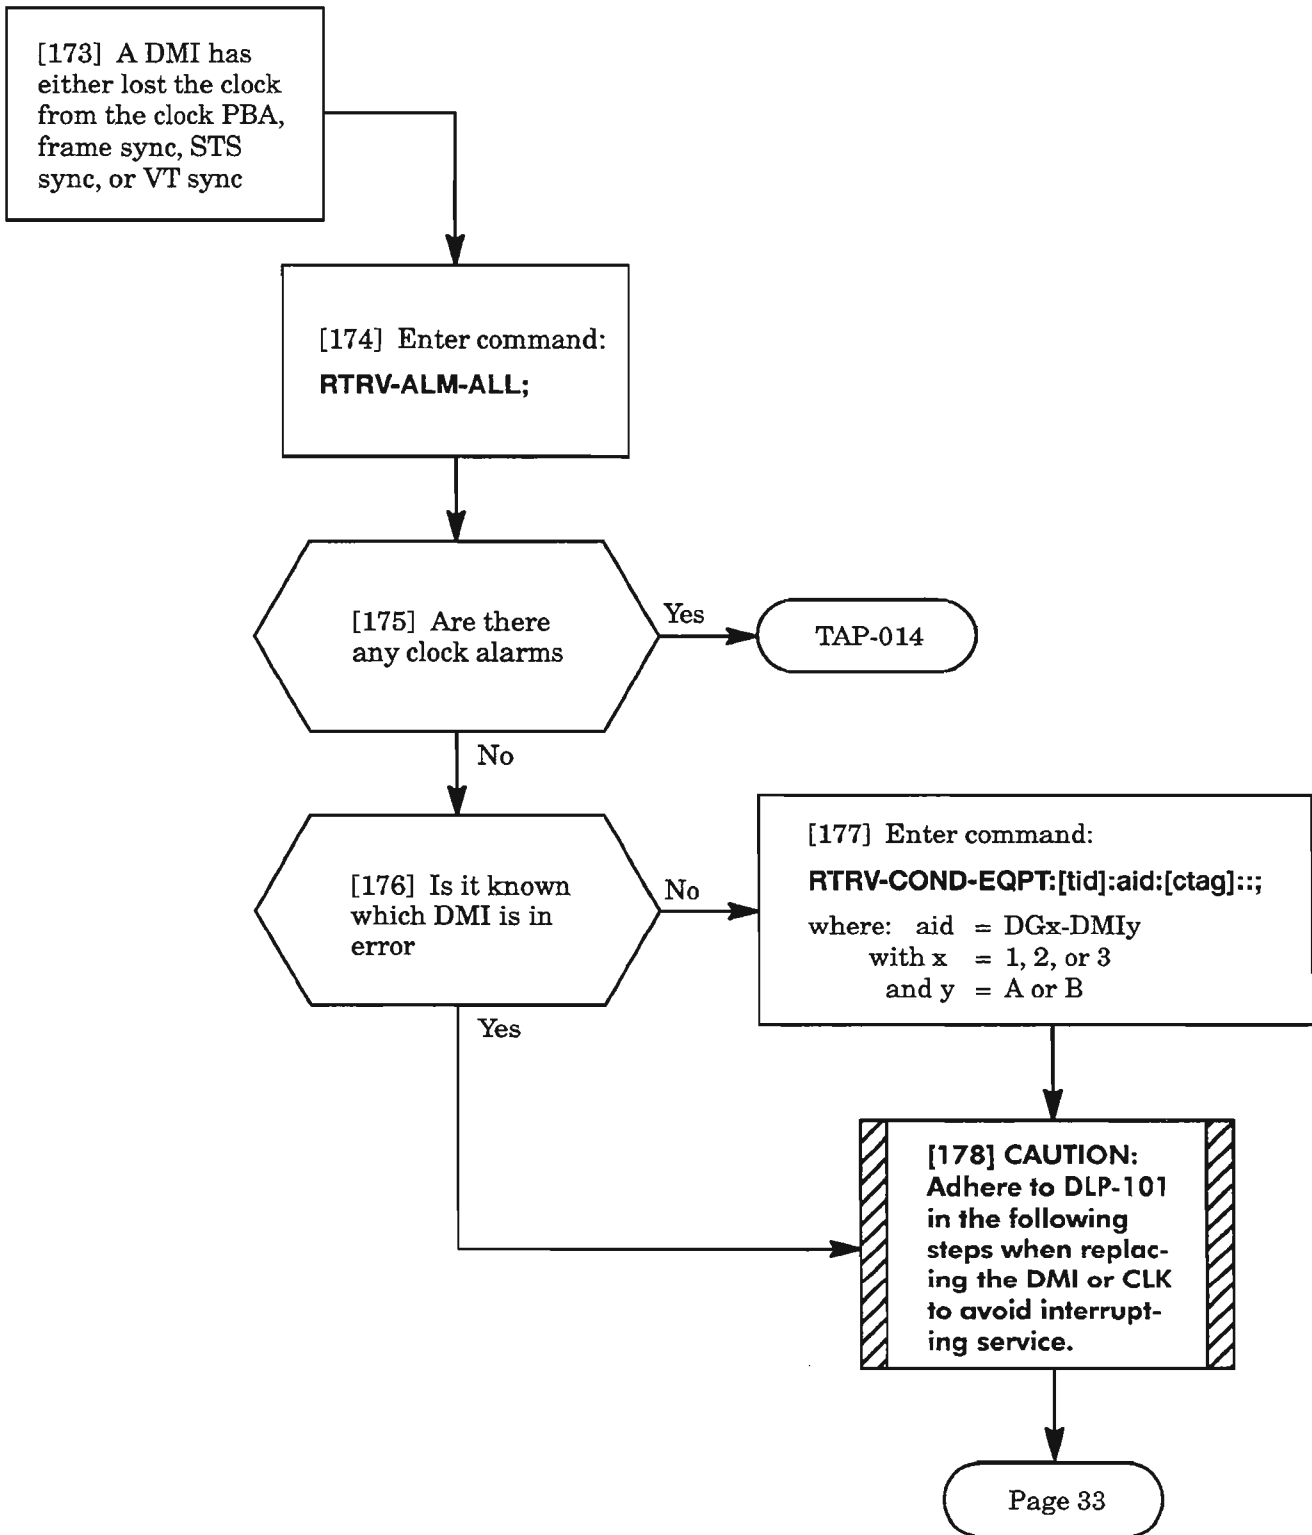 [173] A DMI has
either lost the clock
from the clock PBA,
frame sync, STS
sync, or VT sync
[174] Enter command:
RTRV-ALM-ALL;
[175] Are there
any clock alarms
Yes
TAP-014
No
[176] Is it known
which DMI is in
error
No
Yes
[177] Enter command:
RTRV-COND-EQPT:[tid]:aid:[ctag]::;
where: aid = DGx-DMIy
with x = 1, 2, or 3
and y = A or B
[178] CAUTION:
Adhere to DLP-101
in the following
steps when replac-
ing the DMI or CLK
to avoid interrupt-
ing service.
Page 33